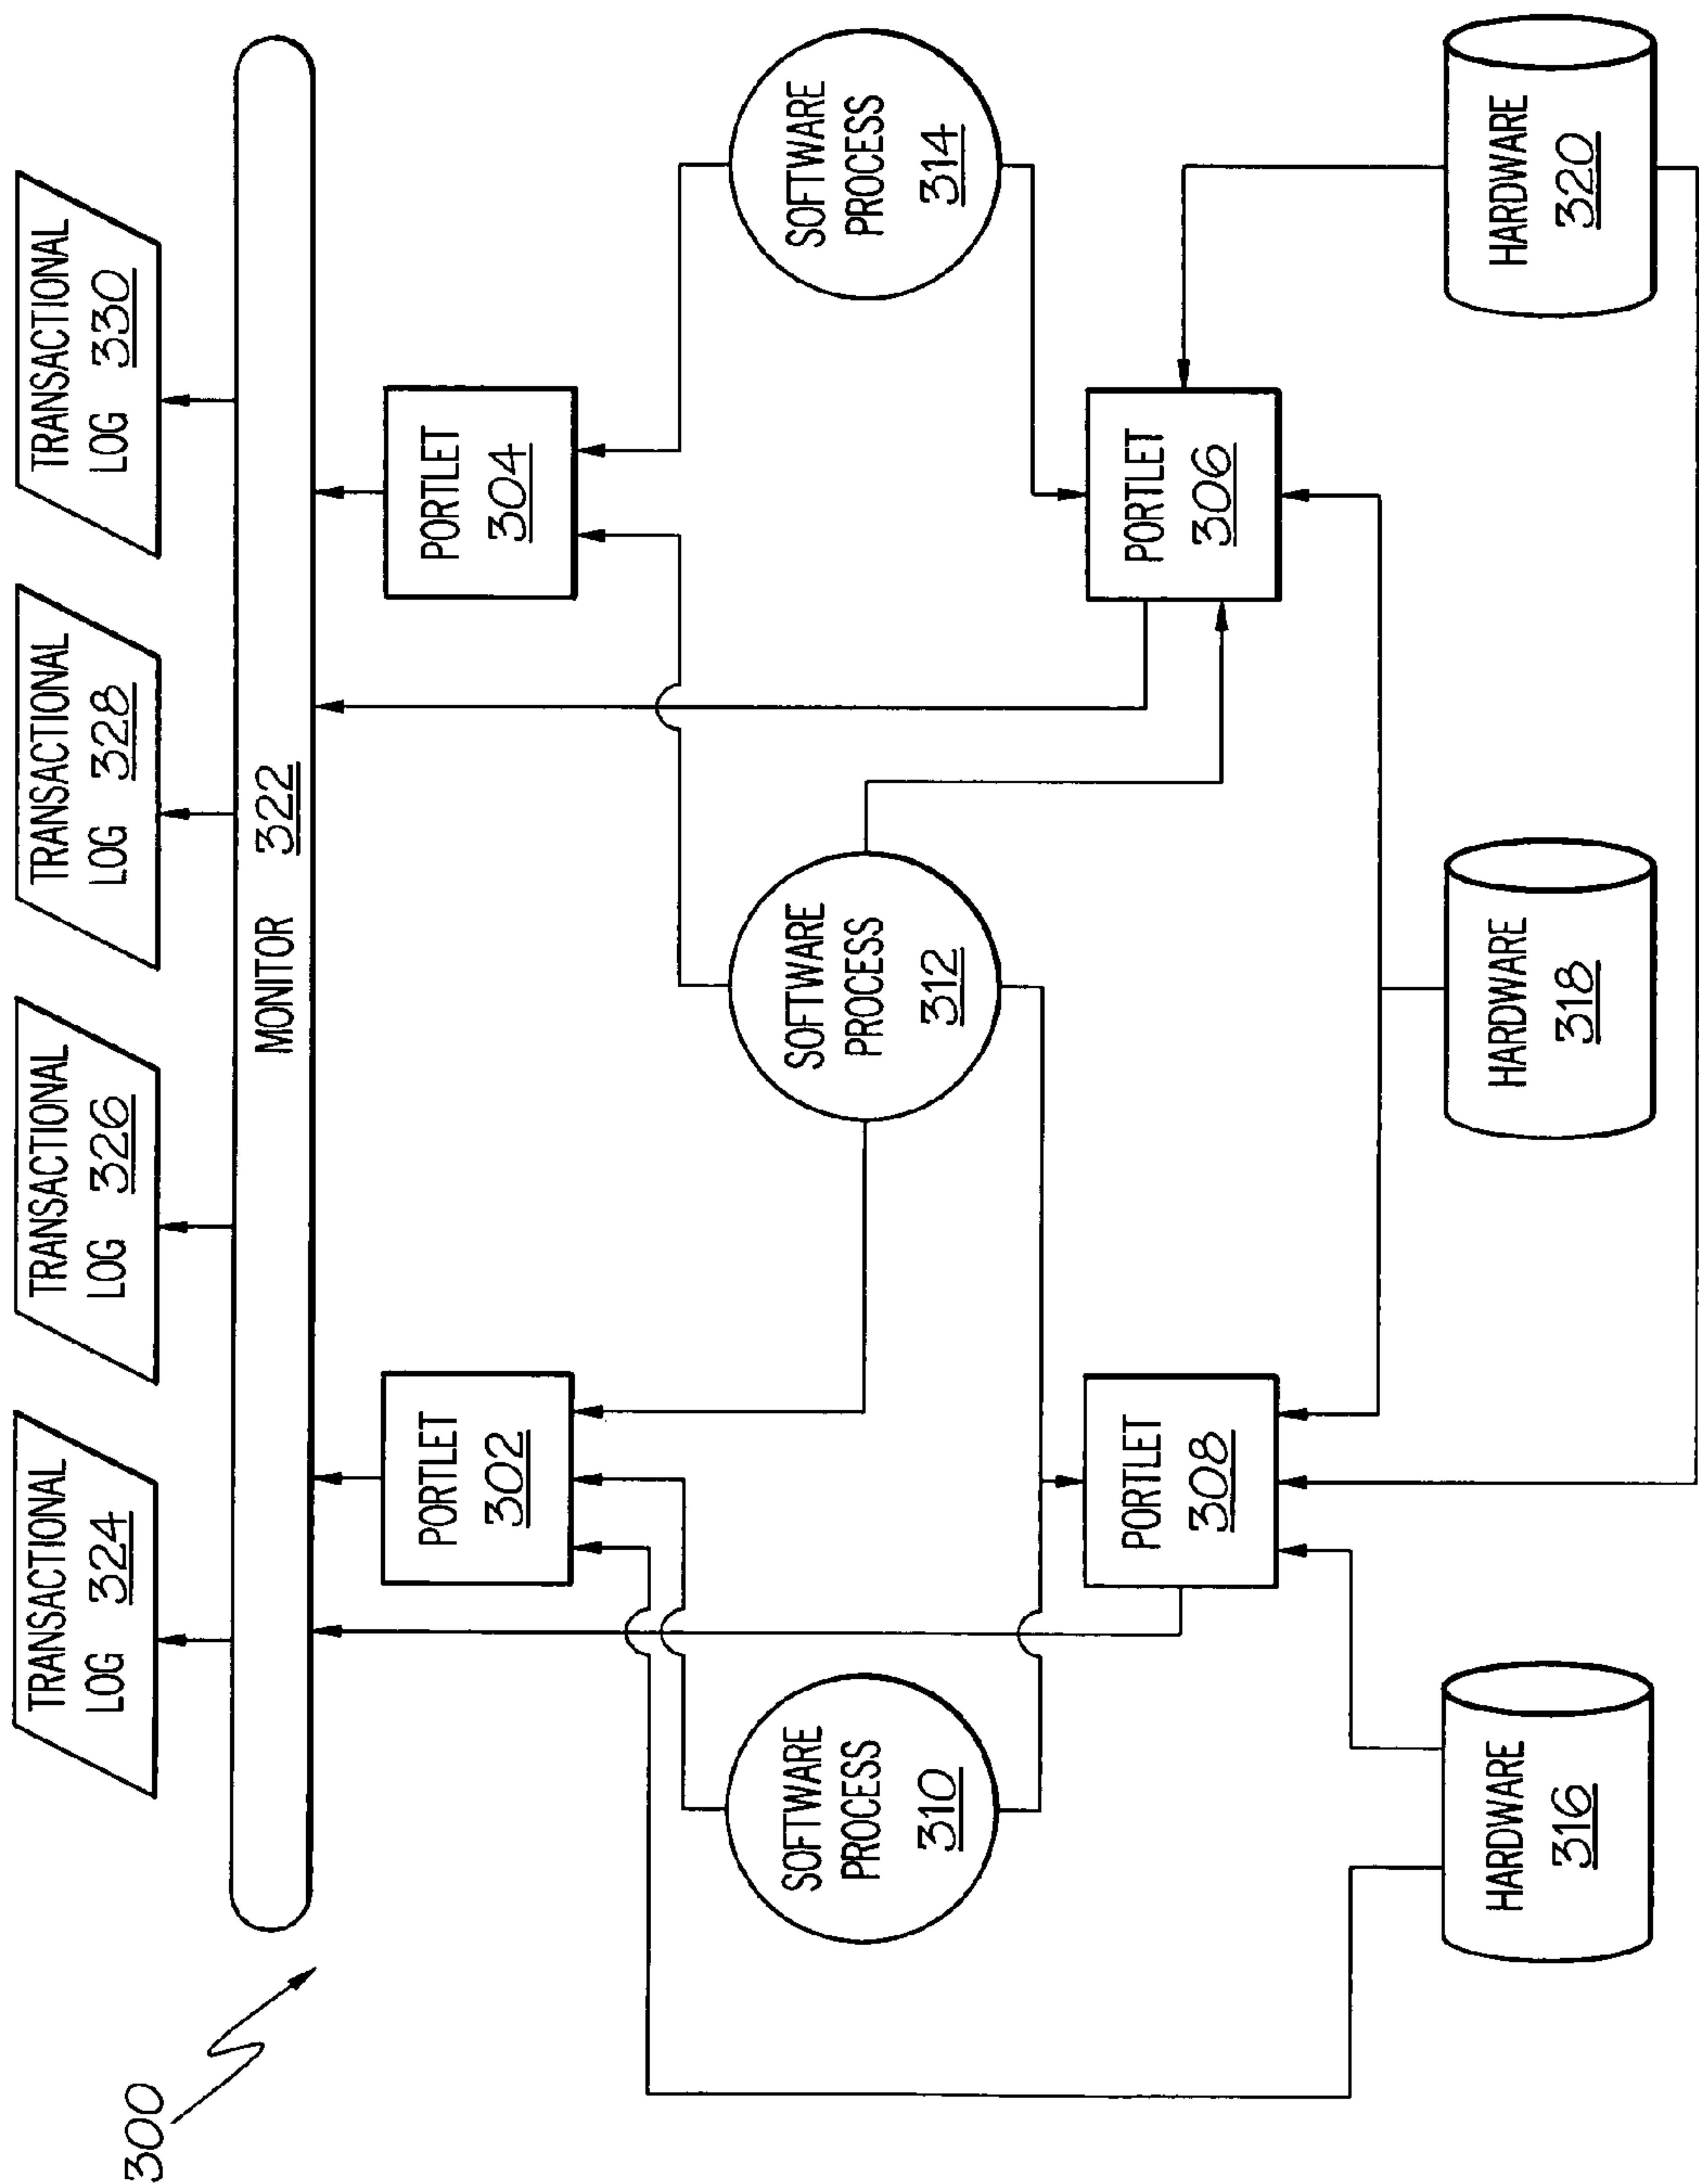 300
TRANSACTIONAL
LOG 324
TRANSACTIONAL
LOG 326
TRANSACTIONAL
LOG 328
TRANSACTIONAL
LOG 330
MONITOR 322
PORTLET
302
PORTLET
304
SOFTWARE
PROCESS
310
SOFTWARE
PROCESS
312
SOFTWARE
PROCESS
314
PORTLET
308
PORTLET
306
HARDWARE
316
HARDWARE
318
HARDWARE
320